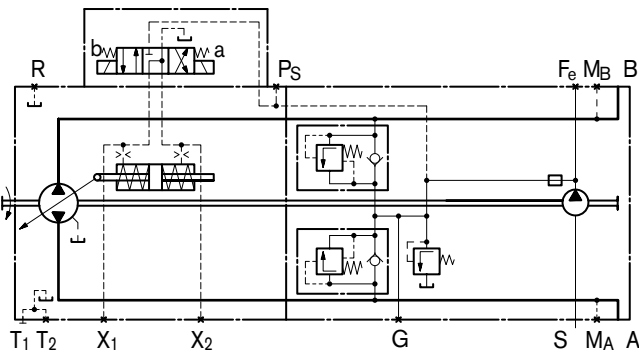 b a
R P_S F_e M_B B
T_1 T_2 X_1 X_2 G S M_A A